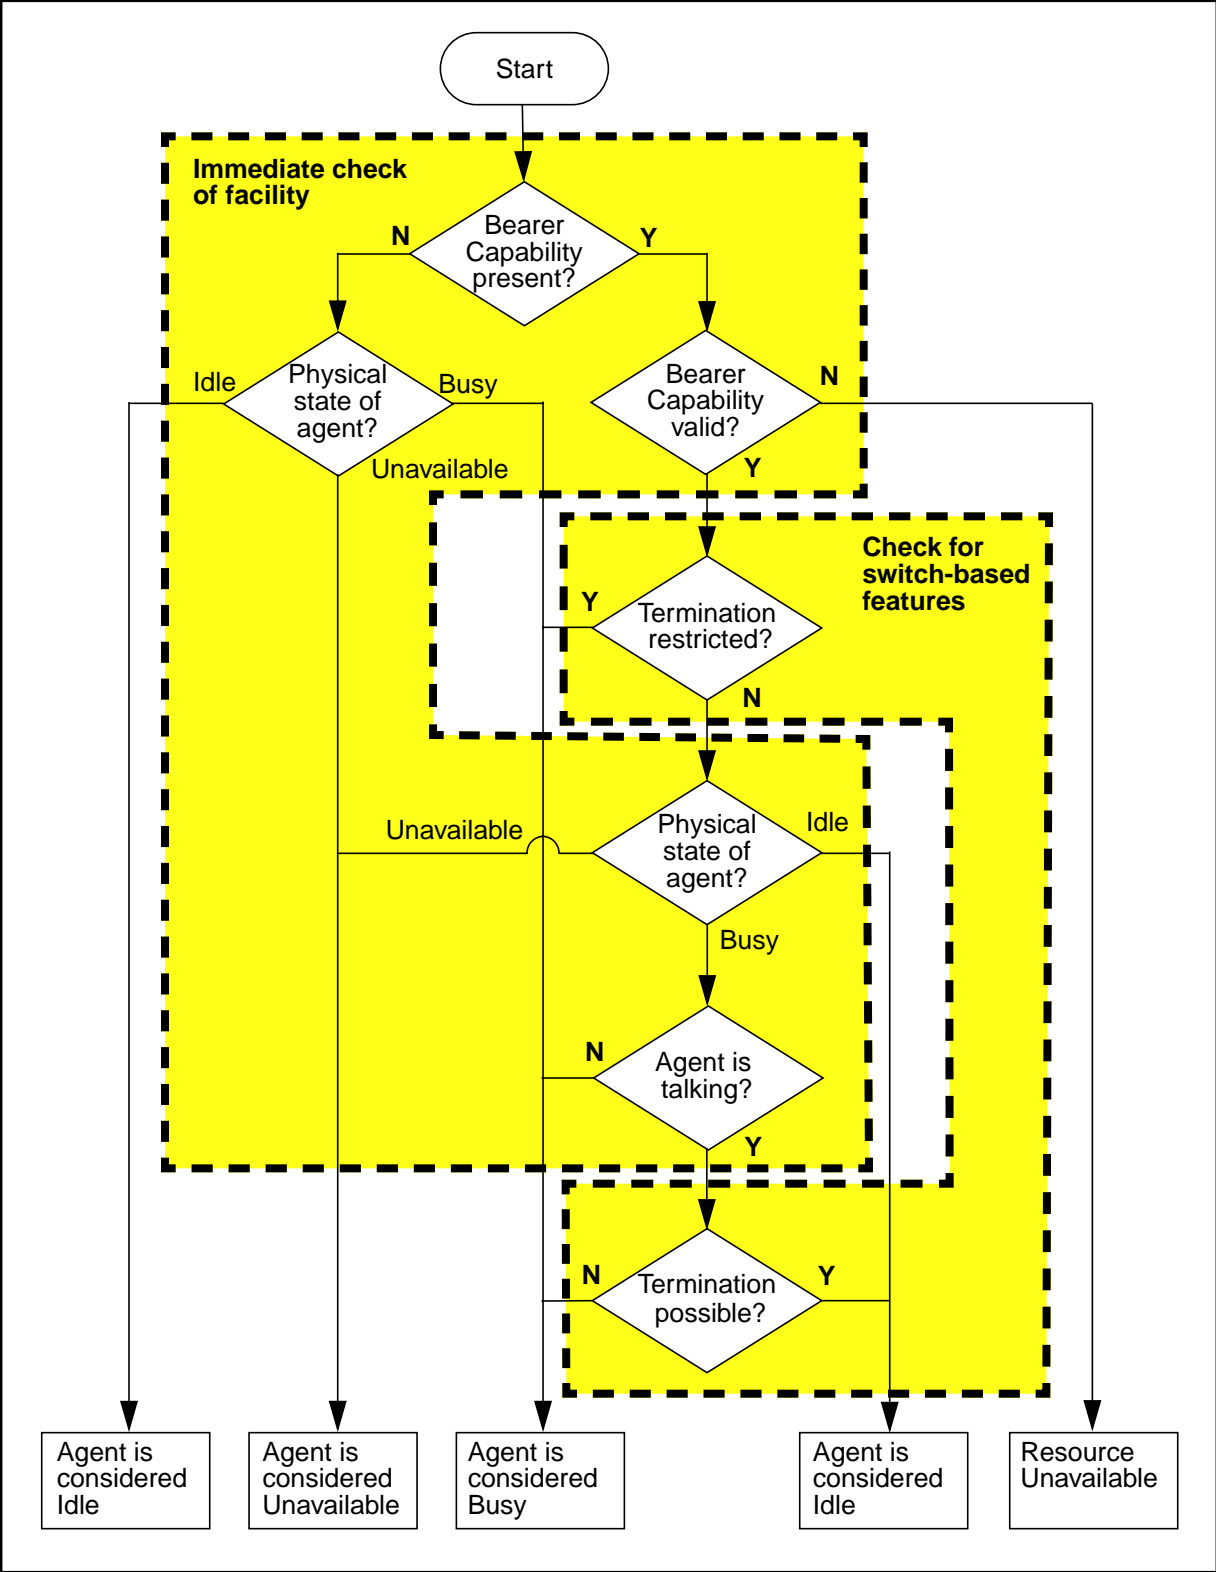 Start
Immediate check
of facility
Bearer
Capability
present?
N
Y
Physical
state of
agent?
Idle
Busy
Unavailable
Bearer
Capability
valid?
N
Y
Check for
switch-based
features
Termination
restricted?
Y
N
Physical
state of
agent?
Unavailable
Idle
Busy
Agent is
talking?
N
Y
Termination
possible?
N
Y
Agent is
considered
Idle
Agent is
considered
Unavailable
Agent is
considered
Busy
Agent is
considered
Idle
Resource
Unavailable